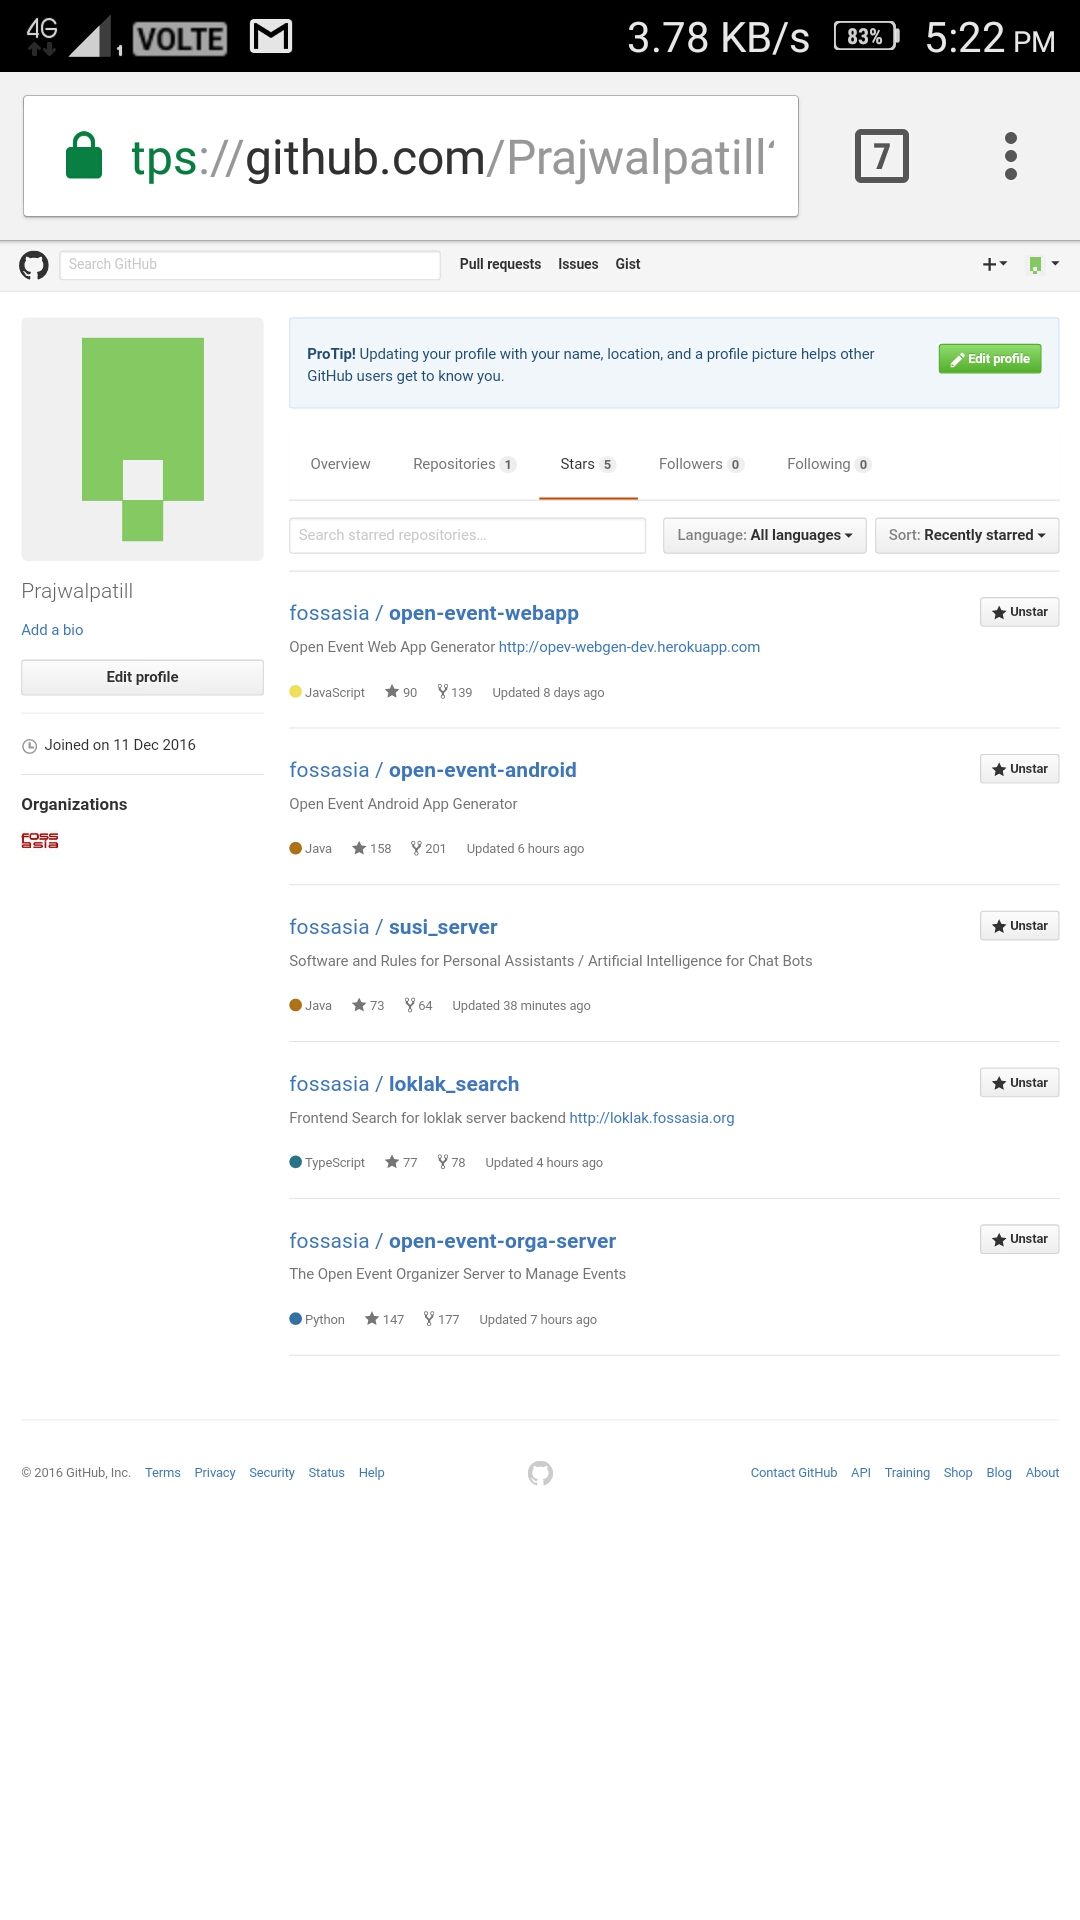 4G 1 VOLTE 3.78 KB/s 83% 5:22 PM
tps://github.com/Prajwalpatill 7
Search GitHub Pull requests Issues Gist
ProTip! Updating your profile with your name, location, and a profile picture helps other
GitHub users get to know you.
Edit profile
Overview Repositories 1 Stars 5 Followers 0 Following 0
Search starred repositories... Language: All languages Sort: Recently starred
Prajwalpatill
Add a bio
Edit profile
Joined on 11 Dec 2016
Organizations
FOSS
ASIA
fossasia / open-event-webapp Unstar
Open Event Web App Generator http://opev-webgen-dev.herokuapp.com
JavaScript 90 139 Updated 8 days ago
fossasia / open-event-android Unstar
Open Event Android App Generator
Java 158 201 Updated 6 hours ago
fossasia / susi_server Unstar
Software and Rules for Personal Assistants / Artificial Intelligence for Chat Bots
Java 73 64 Updated 38 minutes ago
fossasia / loklak_search Unstar
Frontend Search for loklak server backend http://loklak.fossasia.org
TypeScript 77 78 Updated 4 hours ago
fossasia / open-event-orga-server Unstar
The Open Event Organizer Server to Manage Events
Python 147 177 Updated 7 hours ago
© 2016 GitHub, Inc. Terms Privacy Security Status Help Contact GitHub API Training Shop Blog About